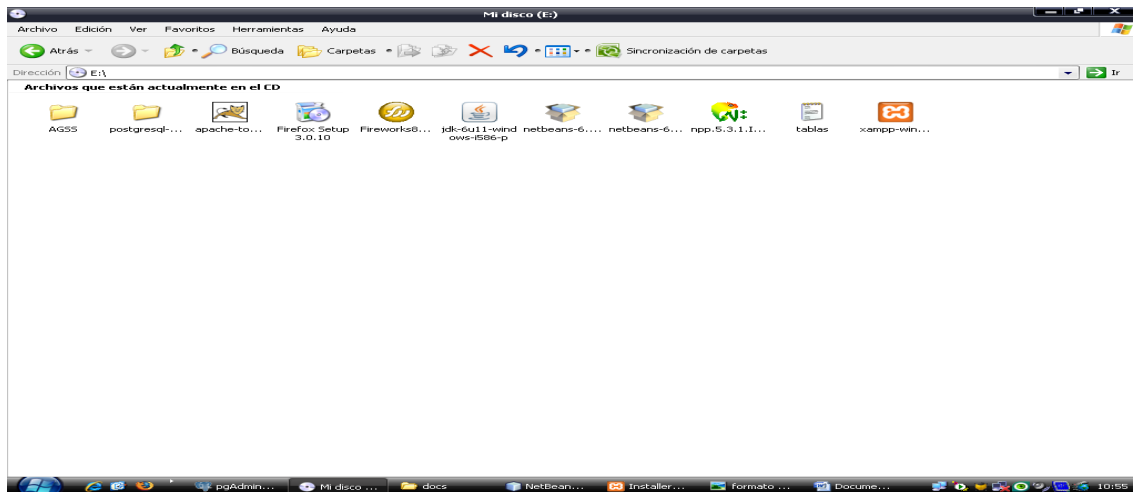 Mi disco (E:)
Archivo Edición Ver Favoritos Herramientas Ayuda
Atrás Búsqueda Carpetas Sincronización de carpetas
Dirección E:\ Ir
Archivos que están actualmente en el CD
AGSS postgresql-... apache-to... Firefox Setup 3.0.10 Fireworks8... jdk-6u11-windows-i586-p netbeans-6.... netbeans-6... npp.5.3.1.I... tablas xampp-win...
pgAdmin... Mi disco ... docs NetBean... Installer... formato ... Docume... 10:55